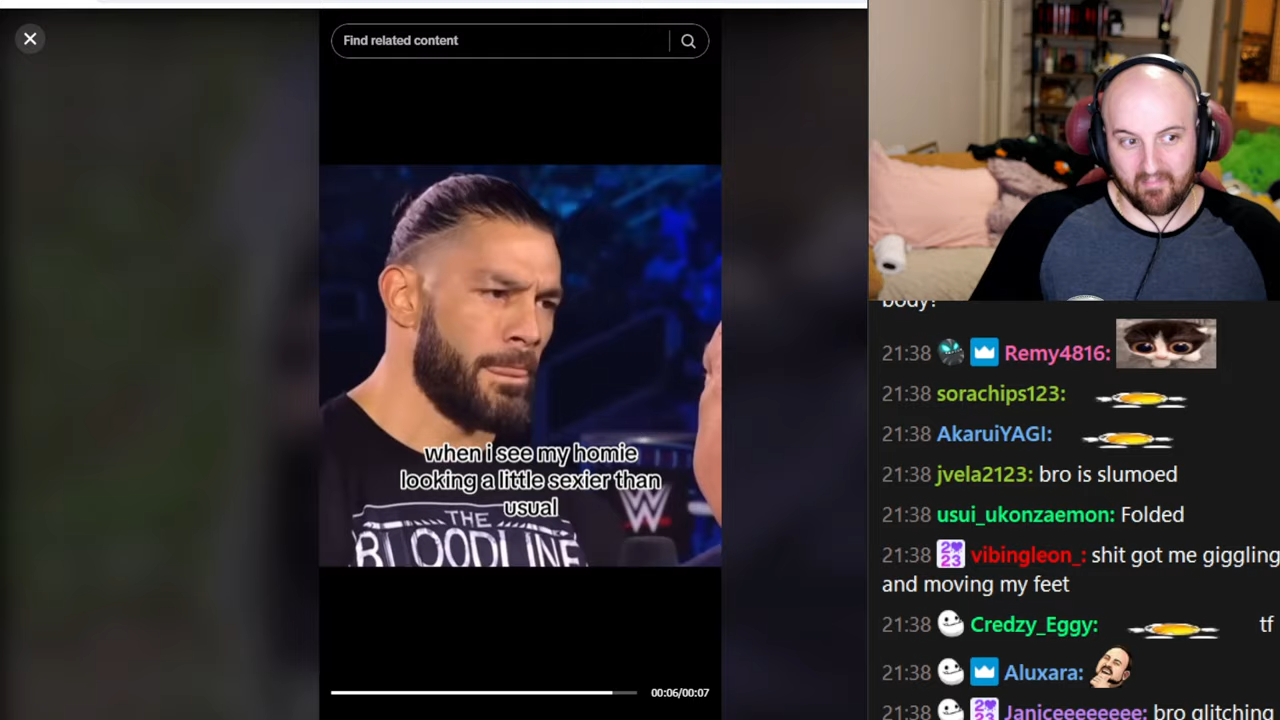 Find related content
when i see my homie
looking a little sexier than
usual
THE
BLOODLINE
W
00:06/00:07
body?
21:38 Remy4816:
21:38 sorachips123:
21:38 AkaruiYAGI:
21:38 jvela2123: bro is slumoed
21:38 usui_ukonzaemon: Folded
21:38 2023 vibingleon_: shit got me giggling
and moving my feet
21:38 Credzy_Eggy: tf
21:38 Aluxara:
21:38 Janiceeeeeeee: bro glitching